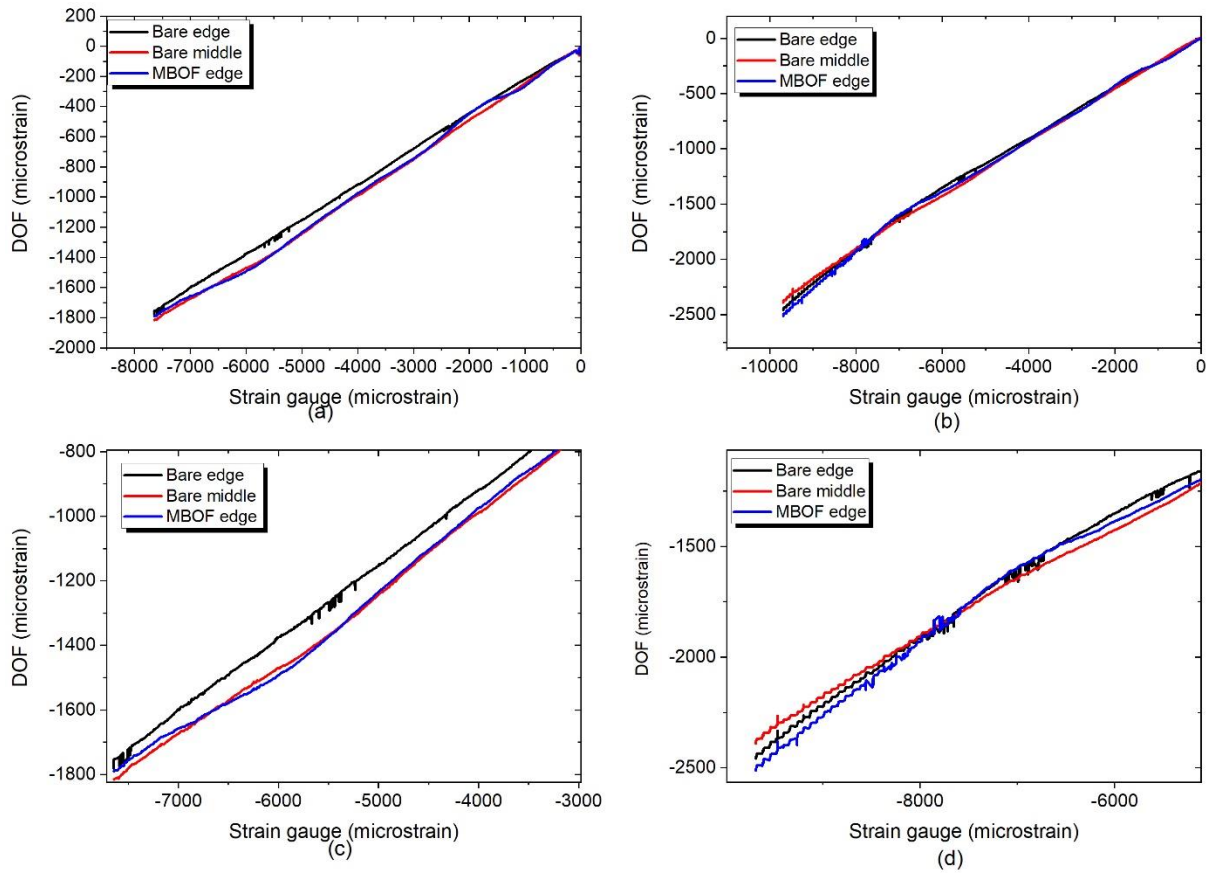 200
0
-200
-400
-600
-800
-1000
-1200
-1400
-1600
-1800
-2000
DOF (microstrain)
Bare edge
Bare middle
MBOF edge
-8000 -7000 -6000 -5000 -4000 -3000 -2000 -1000 0
Strain gauge (microstrain)
(a)
0
-500
-1000
-1500
-2000
-2500
DOF (microstrain)
Bare edge
Bare middle
MBOF edge
-10000 -8000 -6000 -4000 -2000 0
Strain gauge (microstrain)
(b)
-800
-1000
-1200
-1400
-1600
-1800
DOF (microstrain)
Bare edge
Bare middle
MBOF edge
-7000 -6000 -5000 -4000 -3000
Strain gauge (microstrain)
(c)
-1500
-2000
-2500
DOF (microstrain)
Bare edge
Bare middle
MBOF edge
-8000 -6000
Strain gauge (microstrain)
(d)